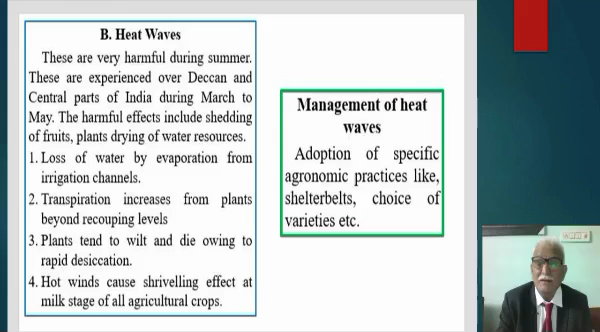 B. Heat Waves
These are very harmful during summer.
These are experienced over Deccan and
Central parts of India during March to
May. The harmful effects include shedding
of fruits, plants drying of water resources.
1. Loss of water by evaporation from
irrigation channels.
2. Transpiration increases from plants
beyond recouping levels
3. Plants tend to wilt and die owing to
rapid desiccation.
4. Hot winds cause shrivelling effect at
milk stage of all agricultural crops.
Management of heat
waves
Adoption of specific
agronomic practices like,
shelterbelts, choice of
varieties etc.